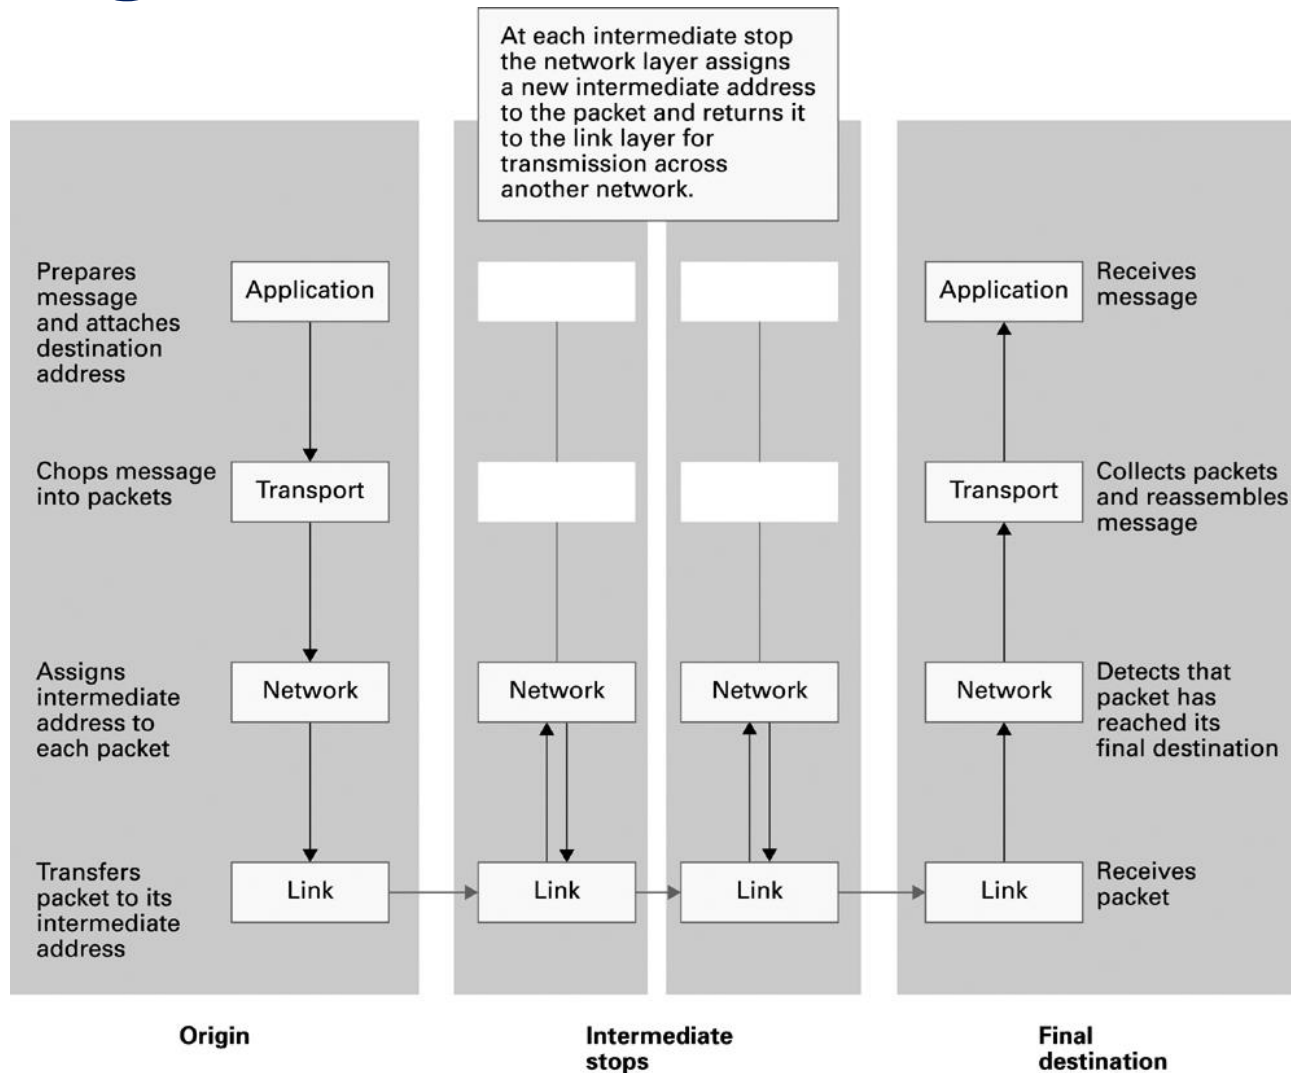 At each intermediate stop
the network layer assigns
a new intermediate address
to the packet and returns it
to the link layer for
transmission across
another network.
Prepares
message
and attaches
destination
address
Application
Application
Receives
message
Chops message
into packets
Transport
Transport
Collects packets
and reassembles
message
Assigns
intermediate
address to
each packet
Network
Network
Network
Network
Detects that
packet has
reached its
final destination
Transfers
packet to its
intermediate
address
Link
Link
Link
Link
Receives
packet
Origin
Intermediate
stops
Final
destination